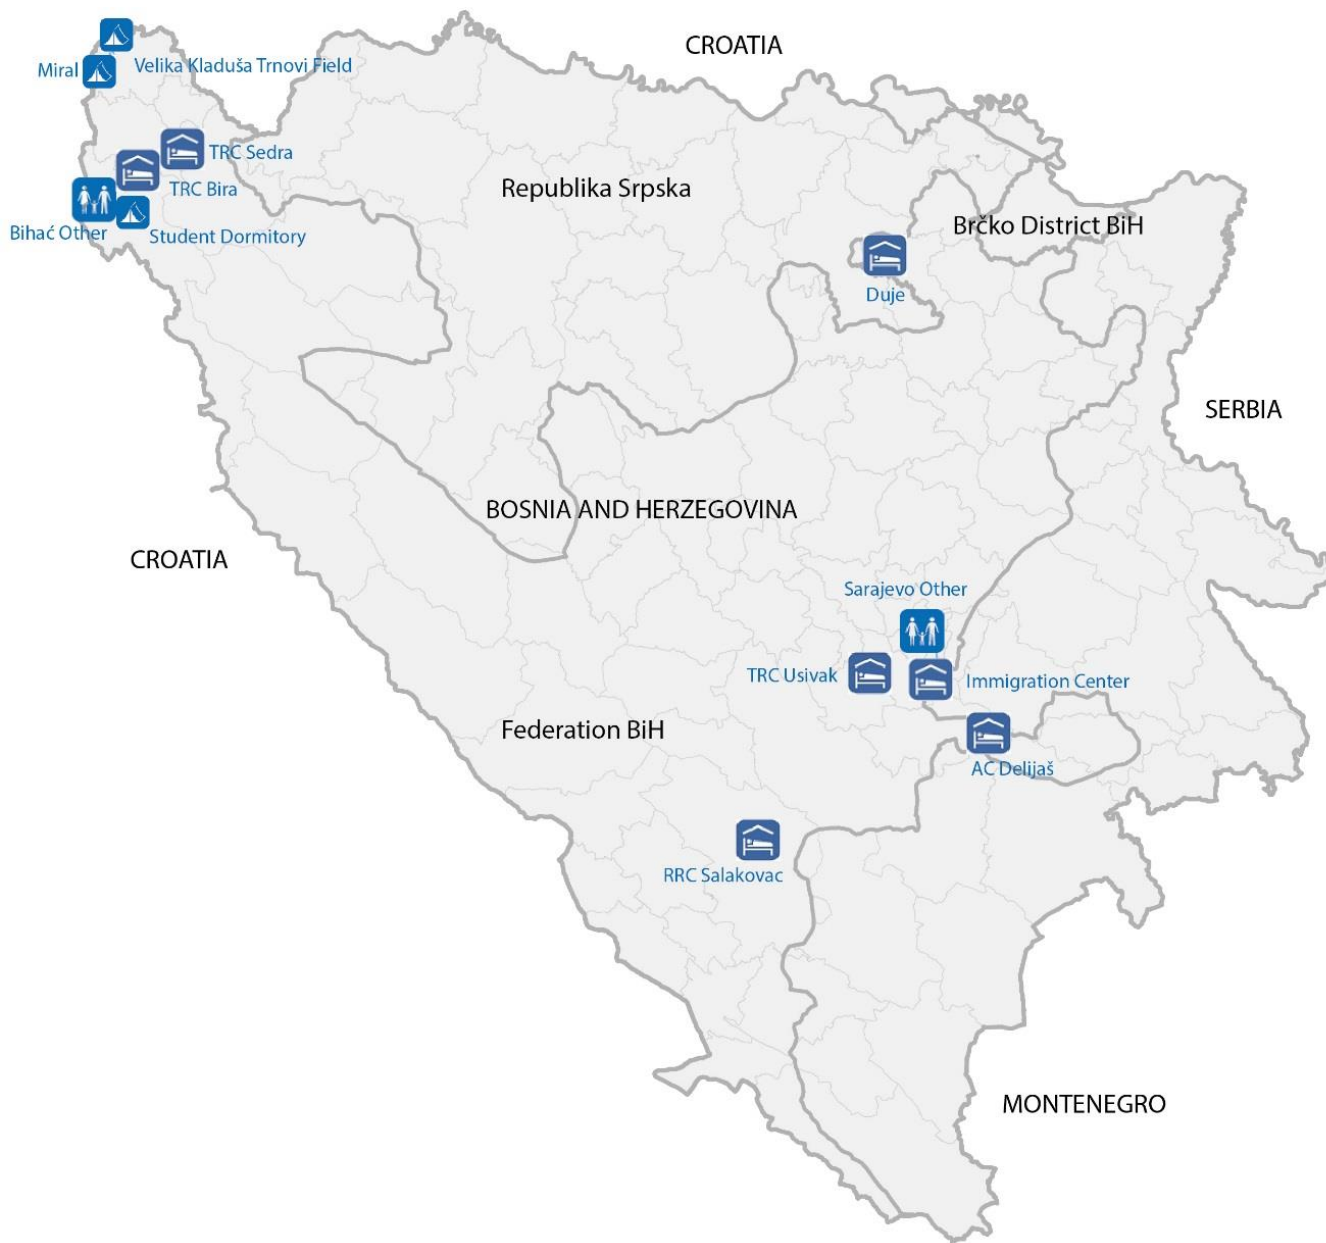 CROATIA
Velika Kladuša Trnovi Field
Miral
TRC Sedra
TRC Bira
Republika Srpska
Brčko District BiH
Bihać Other
Student Dormitory
Duje
SERBIA
BOSNIA AND HERZEGOVINA
CROATIA
Sarajevo Other
TRC Usivak
Immigration Center
Federation BiH
AC Delijaš
RRC Salakovac
MONTENEGRO